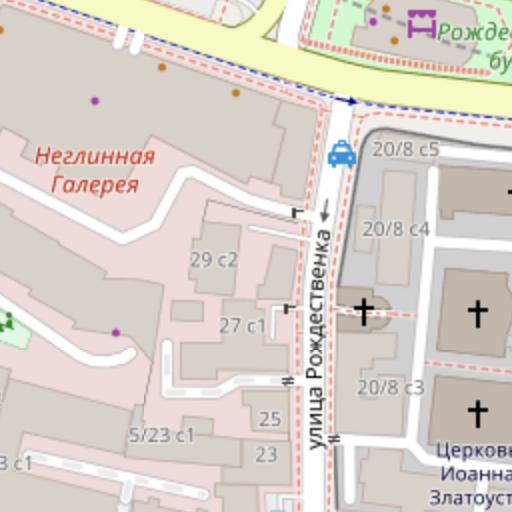 Рождес
бу
20/8 с5
Неглинная
Галерея
20/8 с4
29 с2
27 с1
улица Рождественка
20/8 с3
25
5/23 с1
23
3 с1
Церковь
Иоанна
Златоуст